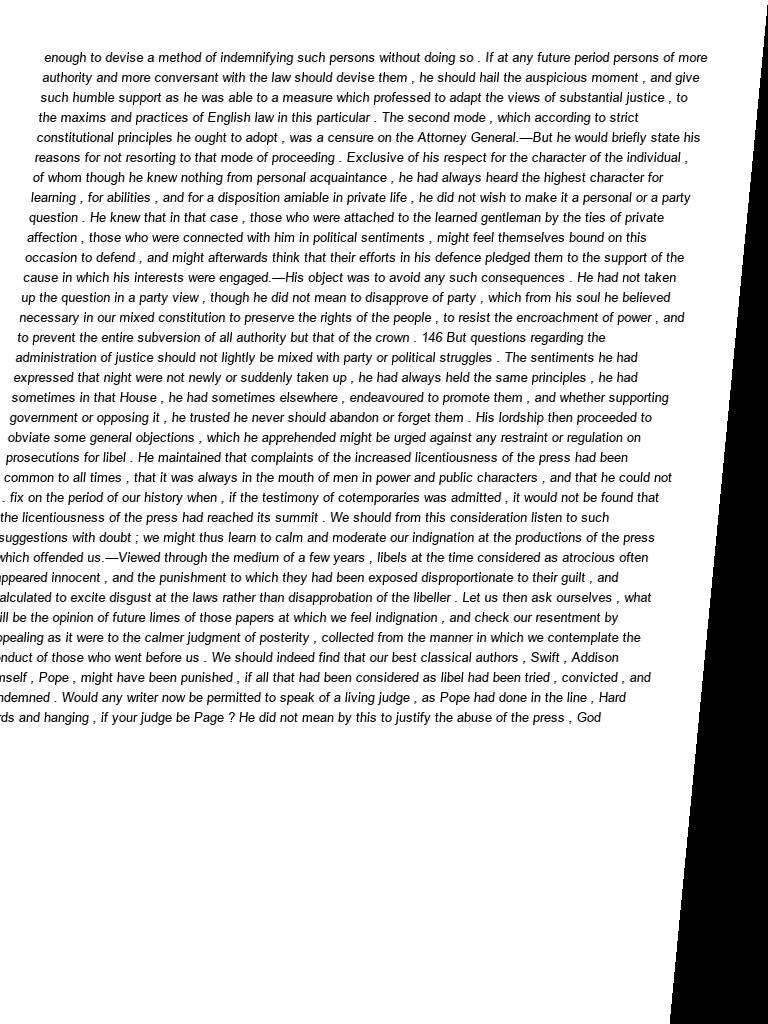 enough to devise a method of indemnifying such persons without doing so . If at any future period persons of more
authority and more conversant with the law should devise them , he should hail the auspicious moment , and give
such humble support as he was able to a measure which professed to adapt the views of substantial justice , to
the maxims and practices of English law in this particular . The second mode , which according to strict
constitutional principles he ought to adopt , was a censure on the Attorney General.—But he would briefly state his
reasons for not resorting to that mode of proceeding . Exclusive of his respect for the character of the individual ,
of whom though he knew nothing from personal acquaintance , he had always heard the highest character for
learning , for abilities , and for a disposition amiable in private life , he did not wish to make it a personal or a party
question . He knew that in that case , those who were attached to the learned gentleman by the ties of private
affection , those who were connected with him in political sentiments , might feel themselves bound on this
occasion to defend , and might afterwards think that their efforts in his defence pledged them to the support of the
cause in which his interests were engaged.—His object was to avoid any such consequences . He had not taken
up the question in a party view , though he did not mean to disapprove of party , which from his soul he believed
necessary in our mixed constitution to preserve the rights of the people , to resist the encroachment of power , and
to prevent the entire subversion of all authority but that of the crown . 146 But questions regarding the
administration of justice should not lightly be mixed with party or political struggles . The sentiments he had
expressed that night were not newly or suddenly taken up , he had always held the same principles , he had
sometimes in that House , he had sometimes elsewhere , endeavoured to promote them , and whether supporting
government or opposing it , he trusted he never should abandon or forget them . His lordship then proceeded to
obviate some general objections , which he apprehended might be urged against any restraint or regulation on
prosecutions for libel . He maintained that complaints of the increased licentiousness of the press had been
common to all times , that it was always in the mouth of men in power and public characters , and that he could not
. fix on the period of our history when , if the testimony of cotemporaries was admitted , it would not be found that
the licentiousness of the press had reached its summit . We should from this consideration listen to such
suggestions with doubt ; we might thus learn to calm and moderate our indignation at the productions of the press
which offended us.—Viewed through the medium of a few years , libels at the time considered as atrocious often
appeared innocent , and the punishment to which they had been exposed disproportionate to their guilt , and
alculated to excite disgust at the laws rather than disapprobation of the libeller . Let us then ask ourselves , what
ill be the opinion of future limes of those papers at which we feel indignation , and check our resentment by
ppealing as it were to the calmer judgment of posterity , collected from the manner in which we contemplate the
nduct of those who went before us . We should indeed find that our best classical authors , Swift , Addison
mself , Pope , might have been punished , if all that had been considered as libel had been tried , convicted , and
ndemned . Would any writer now be permitted to speak of a living judge , as Pope had done in the line , Hard
rds and hanging , if your judge be Page ? He did not mean by this to justify the abuse of the press , God